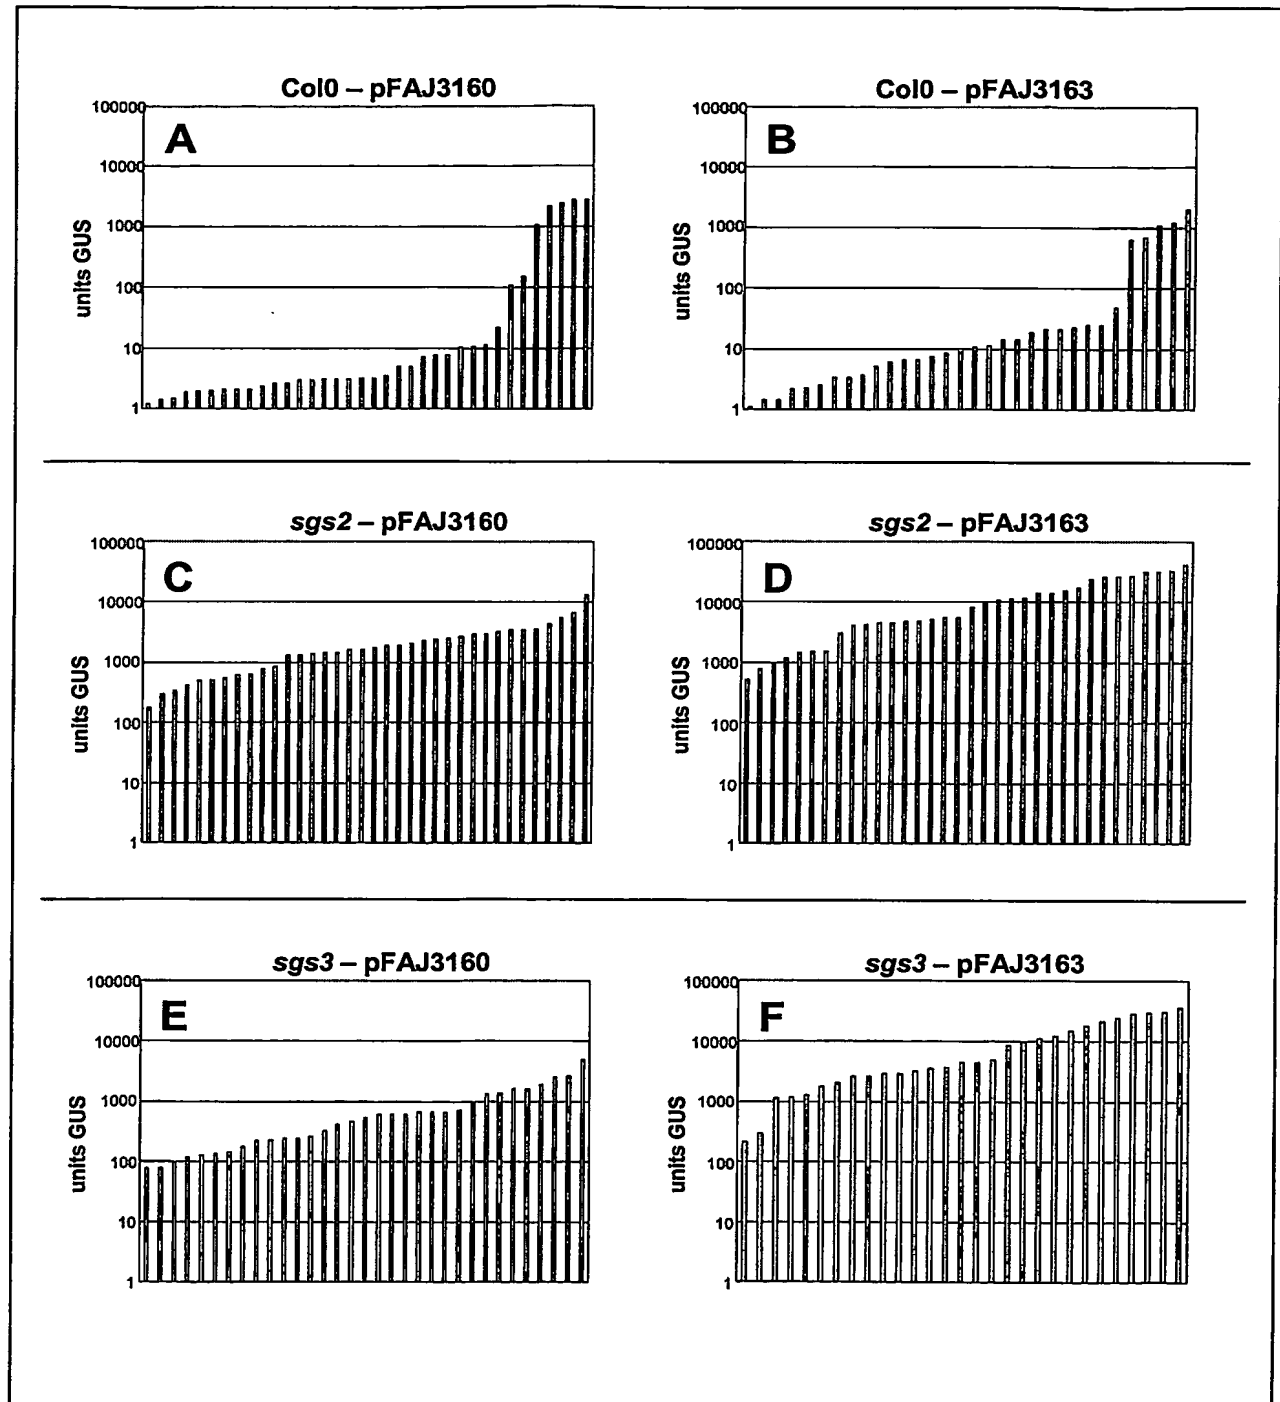 Col0 – pFAJ3160
A
units GUS
100000
10000
1000
100
10
1
Col0 – pFAJ3163
B
units GUS
100000
10000
1000
100
10
1
sgs2 – pFAJ3160
C
units GUS
100000
10000
1000
100
10
1
sgs2 – pFAJ3163
D
units GUS
100000
10000
1000
100
10
1
sgs3 – pFAJ3160
E
units GUS
100000
10000
1000
100
10
1
sgs3 – pFAJ3163
F
units GUS
100000
10000
1000
100
10
1